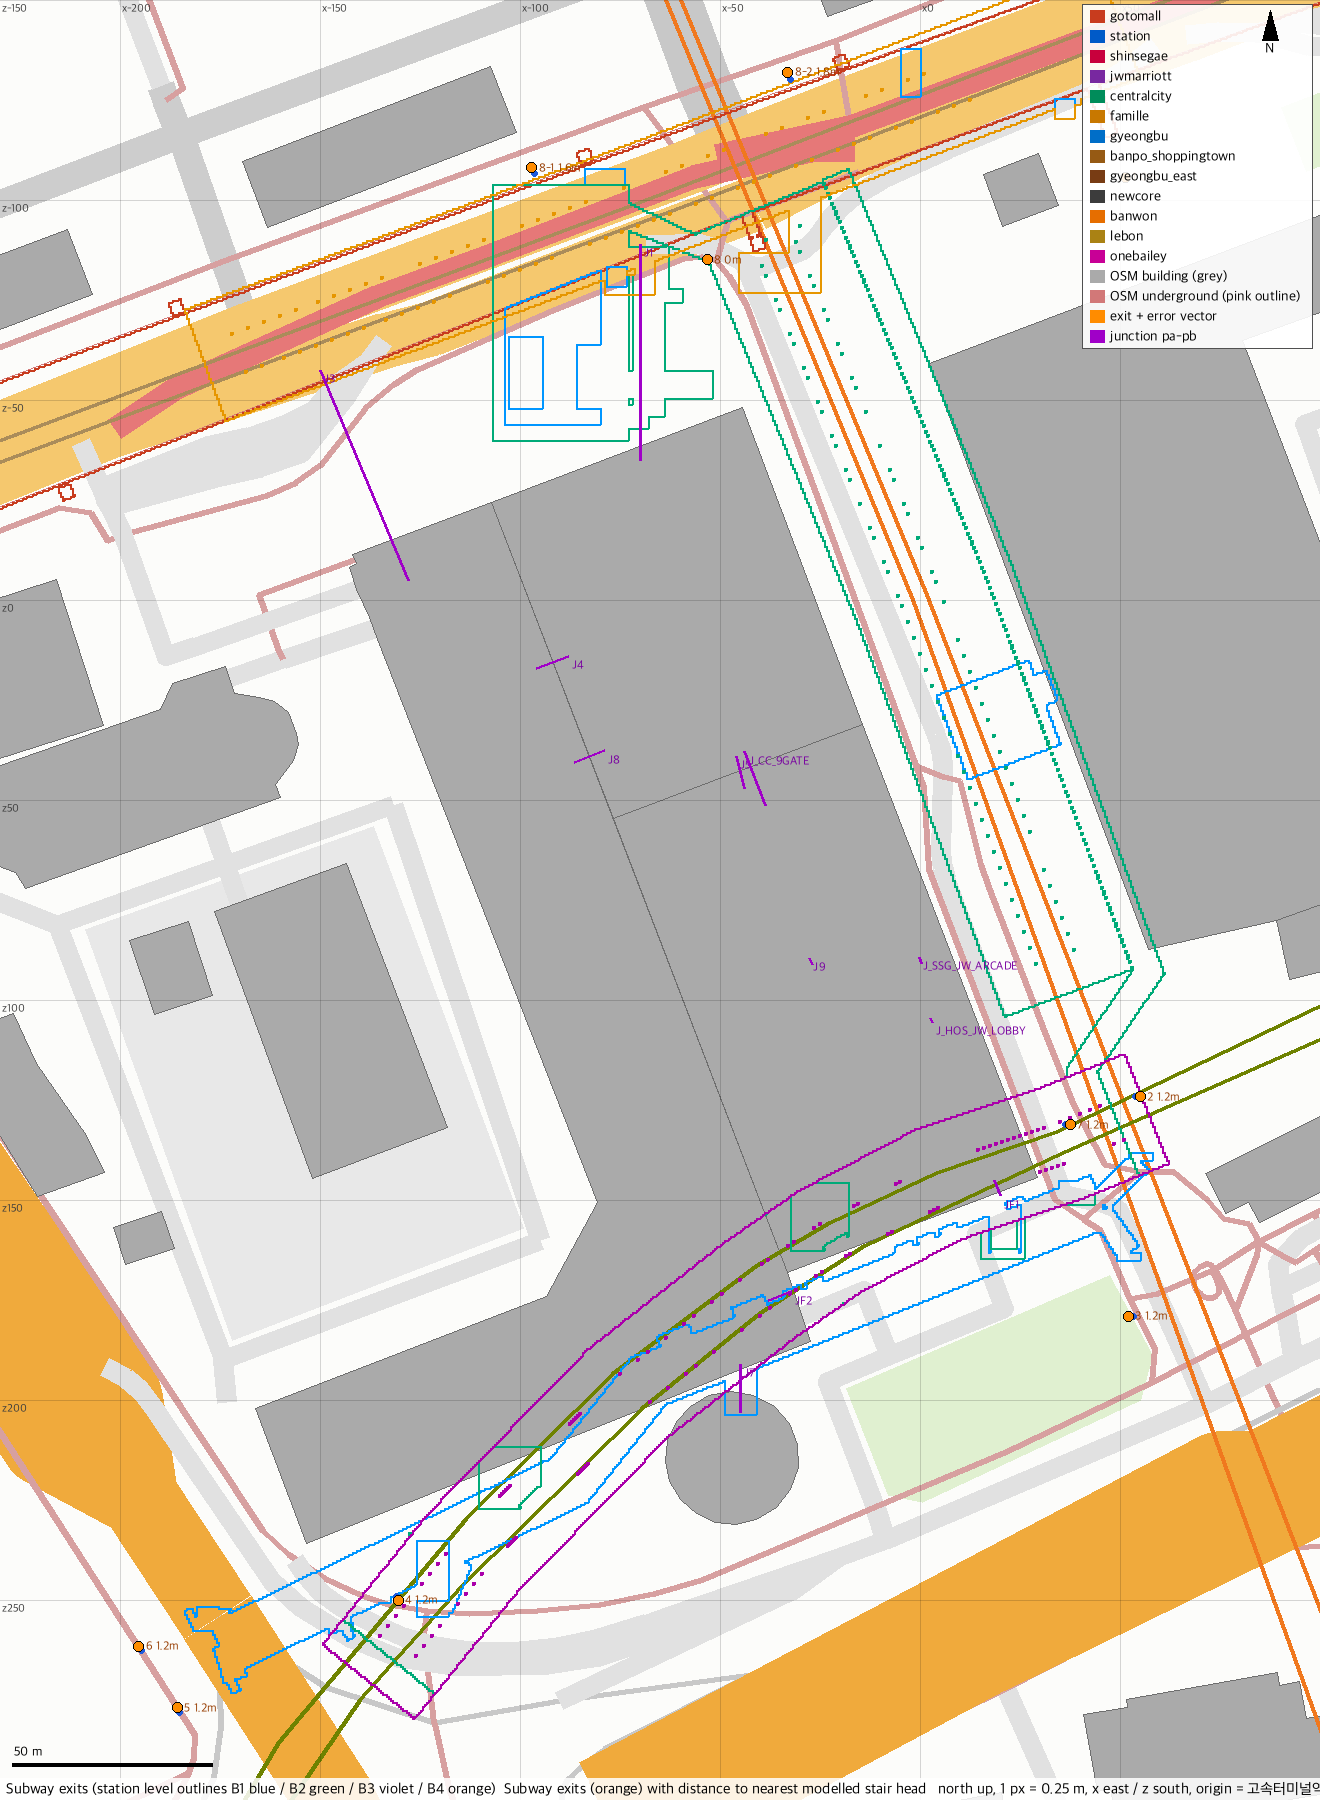 z-150
x-200
x-150
x-100
x-50
x0
gotomall
station
shinsegae
jwmarriott
centralcity
famille
gyeongbu
banpo_shoppingtown
gyeongbu_east
newcore
banwon
lebon
onebailey
OSM building (grey)
OSM underground (pink outline)
exit + error vector
junction pa-pb
N
z-100
z-50
z0
z50
z100
z150
z200
z250
8 0m
J4
J8
J_CC_9GATE
J9
J_SSG_JW_ARCADE
J_HOS_JW_LOBBY
2 1.2m
7 1.2m
JF2
3 1.2m
4 1.2m
6 1.2m
5 1.2m
50 m
Subway exits (station level outlines B1 blue / B2 green / B3 violet / B4 orange) Subway exits (orange) with distance to nearest modelled stair head north up, 1 px = 0.25 m, x east / z south, origin = 고속터미널역